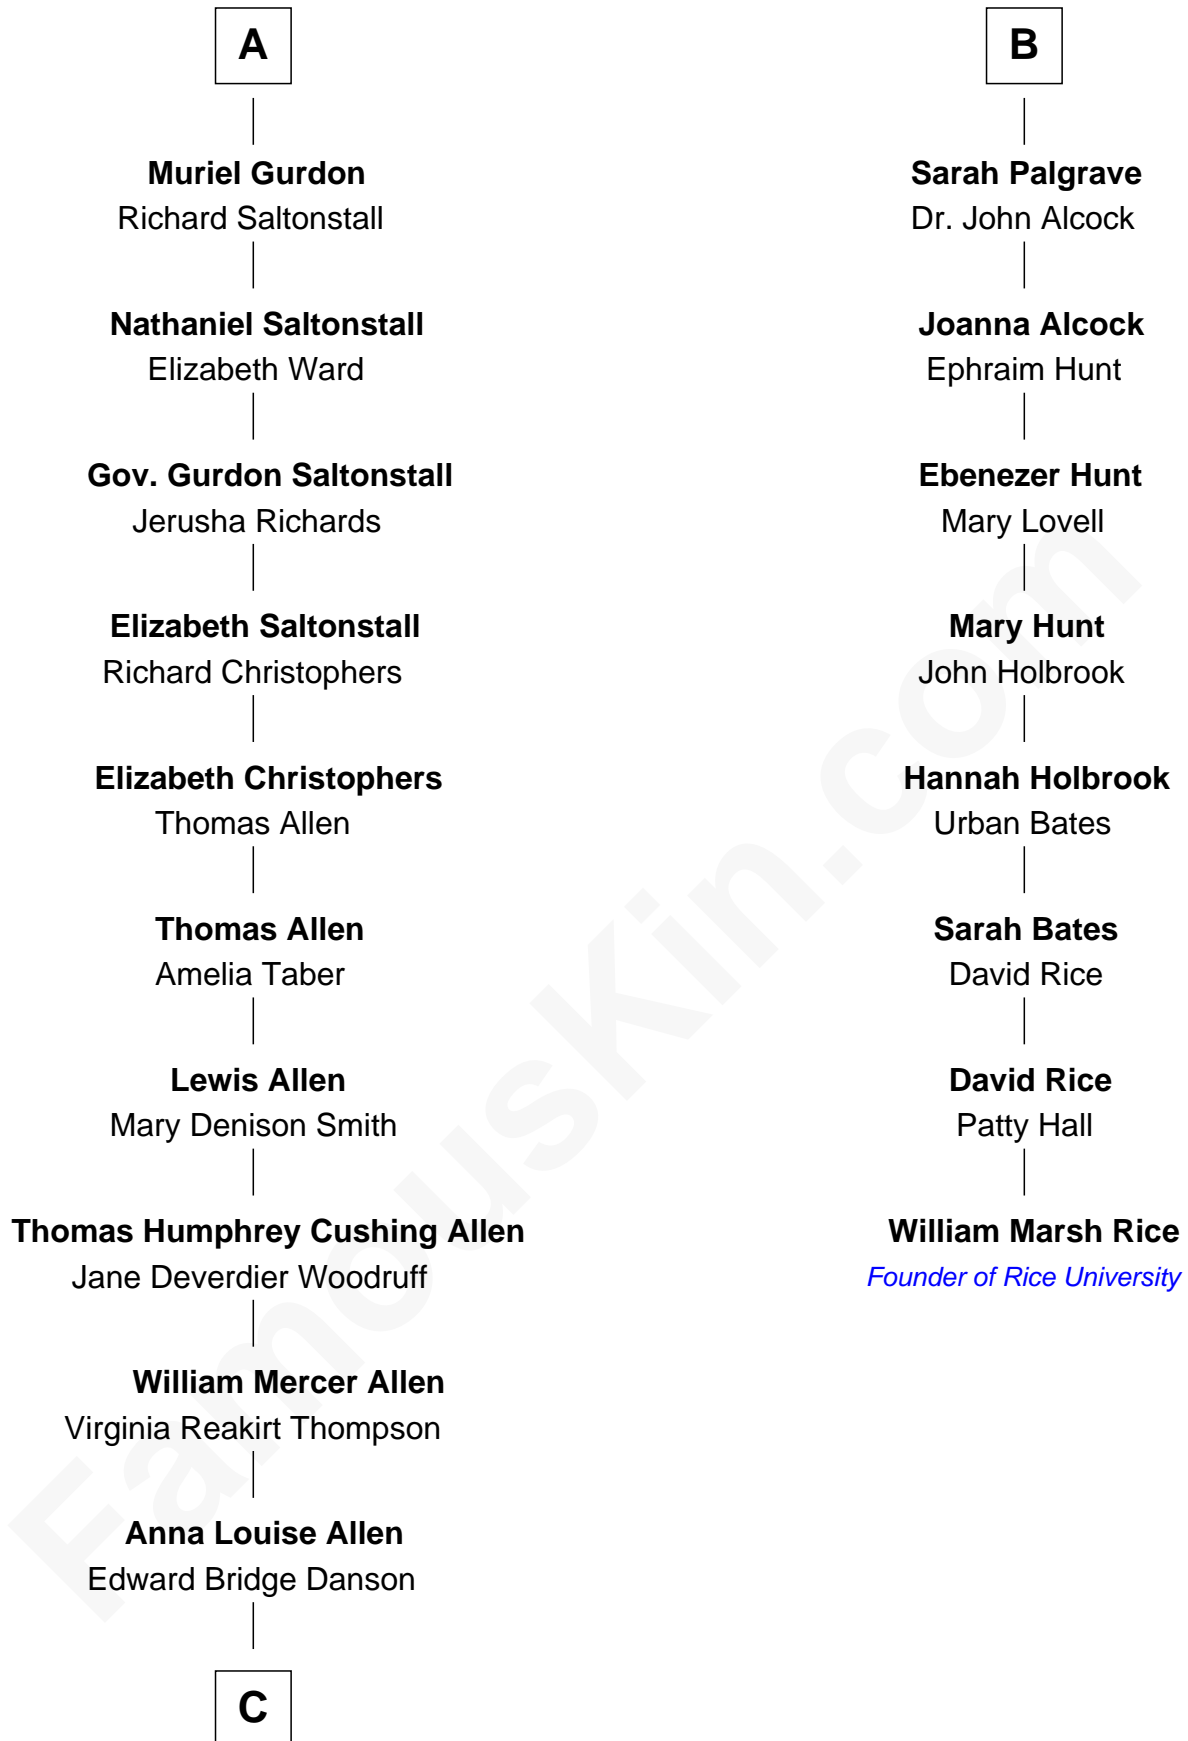 A
Muriel Gurdon
Richard Saltonstall
Nathaniel Saltonstall
Elizabeth Ward
Gov. Gurdon Saltonstall
Jerusha Richards
Elizabeth Saltonstall
Richard Christophers
Elizabeth Christophers
Thomas Allen
Thomas Allen
Amelia Taber
Lewis Allen
Mary Denison Smith
Thomas Humphrey Cushing Allen
Jane Deverdier Woodruff
William Mercer Allen
Virginia Reakirt Thompson
Anna Louise Allen
Edward Bridge Danson
C
B
Sarah Palgrave
Dr. John Alcock
Joanna Alcock
Ephraim Hunt
Ebenezer Hunt
Mary Lovell
Mary Hunt
John Holbrook
Hannah Holbrook
Urban Bates
Sarah Bates
David Rice
David Rice
Patty Hall
William Marsh Rice
Founder of Rice University
FamousKin.com